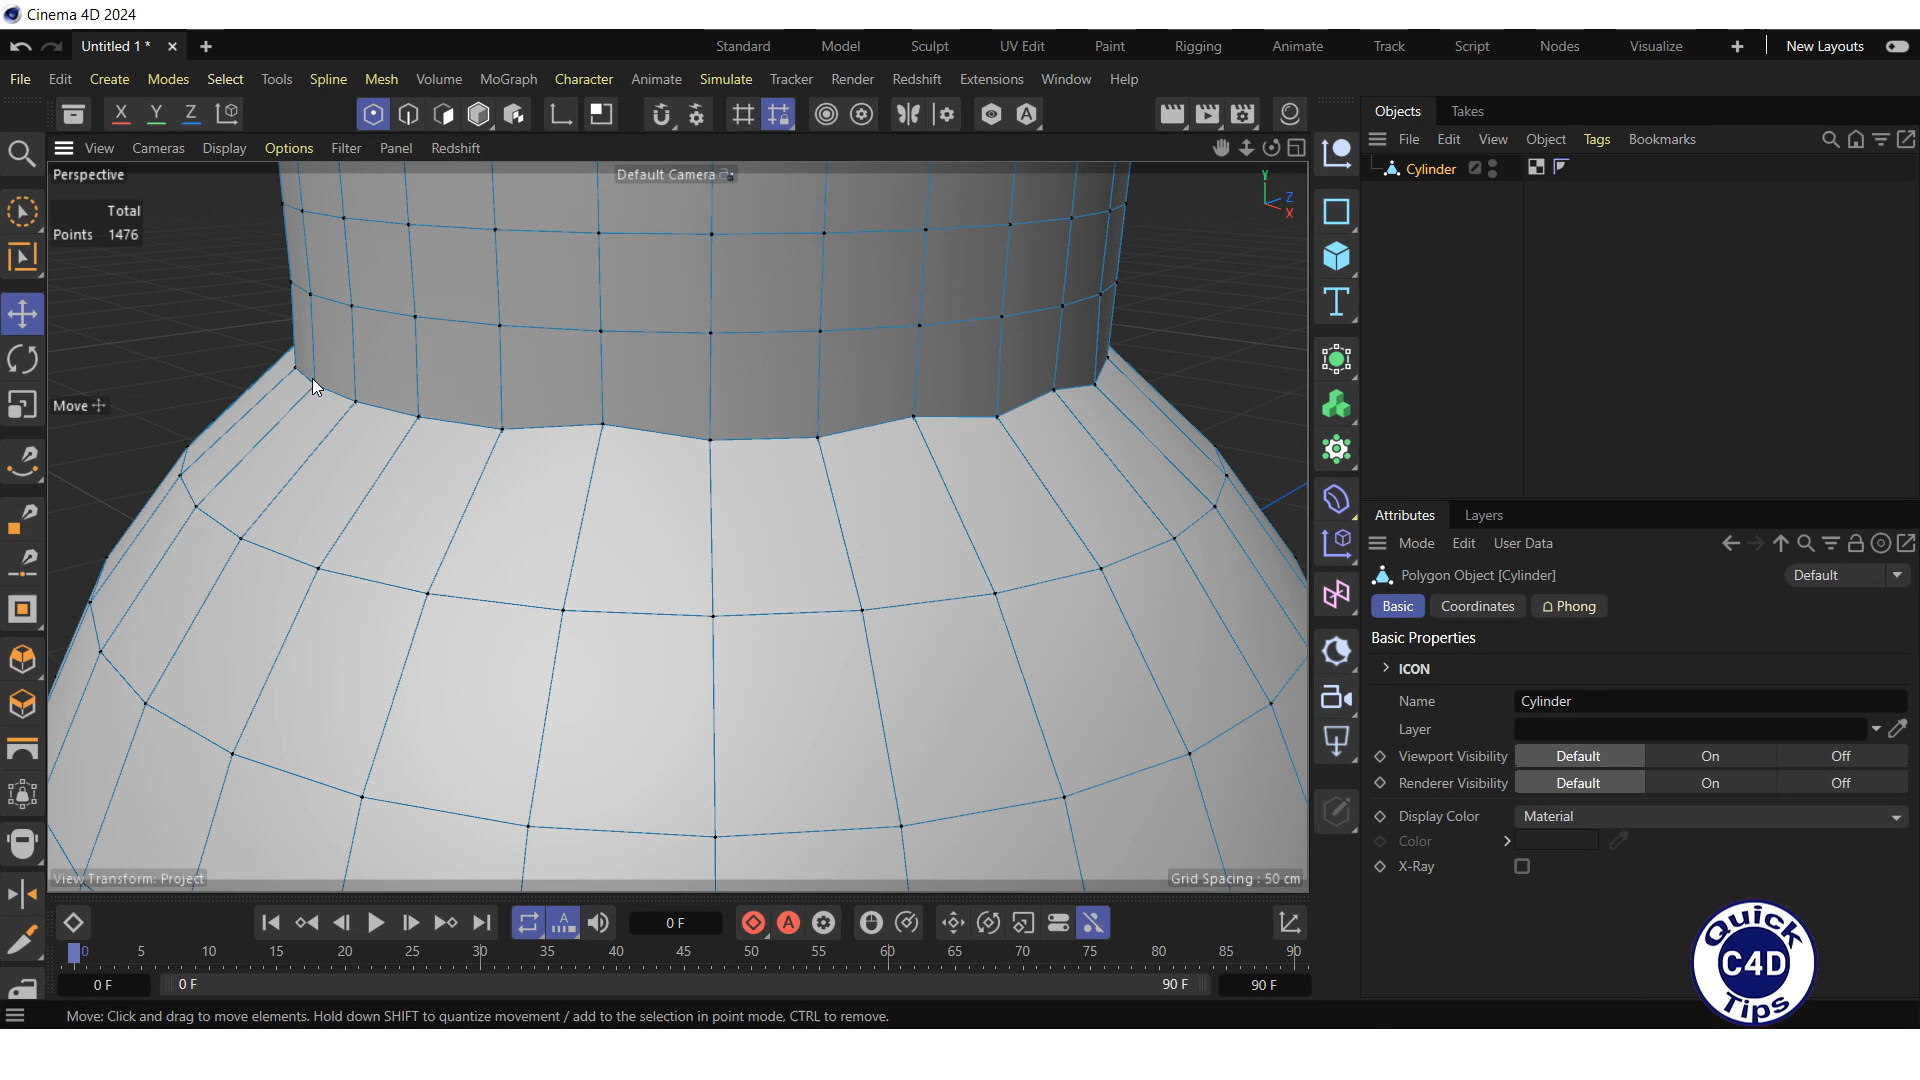 Cinema 4D 2024
Untitled 1 *
Standard Model Sculpt UV Edit Paint Rigging Animate Track Script Nodes Visualize New Layouts
File Edit Create Modes Select Tools Spline Mesh Volume MoGraph Character Animate Simulate Tracker Render Redshift Extensions Window Help
X Y Z
Objects Takes
File Edit View Object Tags Bookmarks
View Cameras Display Options Filter Panel Redshift
Cylinder
Perspective
Default Camera
Y
Z
X
Total
Points 1476
Move
Attributes Layers
Mode Edit User Data
Polygon Object [Cylinder]
Default
Basic Coordinates Phong
Basic Properties
ICON
Name Cylinder
Layer
Viewport Visibility Default On Off
Renderer Visibility Default On Off
Display Color Material
Color
X-Ray
View Transform: Project
Grid Spacing : 50 cm
0 F
0 5 10 15 20 25 30 35 40 45 50 55 60 65 70 75 80 85 90
0 F 0 F 90 F 90 F
Move: Click and drag to move elements. Hold down SHIFT to quantize movement / add to the selection in point mode, CTRL to remove.
Quick
C4D
Tips